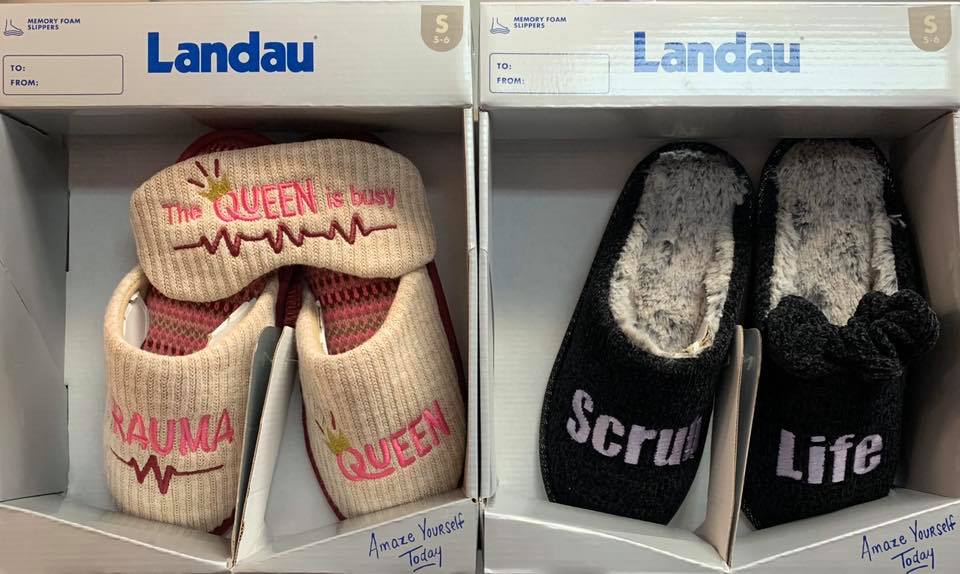 MEMORY FOAM
SLIPPERS
Landau
S
5-6
TO:
FROM:
The QUEEN is busy
RAUMA
QUEEN
Amaze Yourself
Today
MEMORY FOAM
SLIPPERS
Landau
S
5-6
TO:
FROM:
Scru
Life
Amaze Yourself
Today